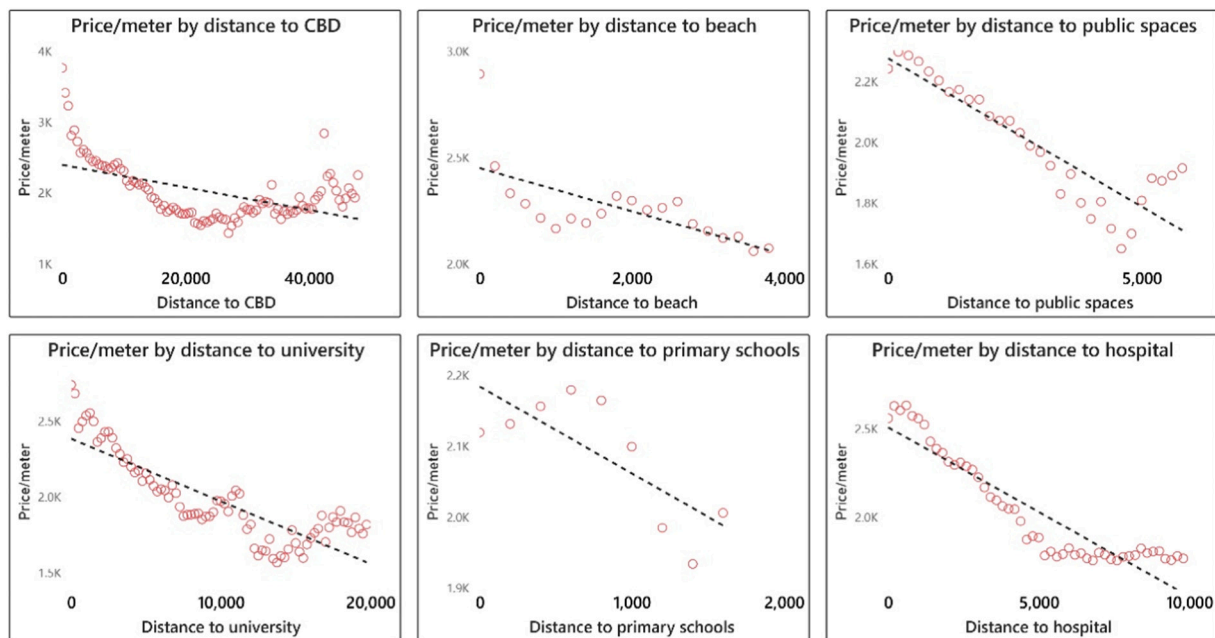 Price/meter by distance to CBD
4K
3K
2K
1K
Price/meter
0 20,000 40,000
Distance to CBD
Price/meter by distance to beach
3.0K
2.5K
2.0K
Price/meter
0 2,000 4,000
Distance to beach
Price/meter by distance to public spaces
2.2K
2.0K
1.8K
1.6K
Price/meter
0 5,000
Distance to public spaces
Price/meter by distance to university
2.5K
2.0K
1.5K
Price/meter
0 10,000 20,000
Distance to university
Price/meter by distance to primary schools
2.2K
2.1K
2.0K
1.9K
Price/meter
0 1,000 2,000
Distance to primary schools
Price/meter by distance to hospital
2.5K
2.0K
Price/meter
0 5,000 10,000
Distance to hospital